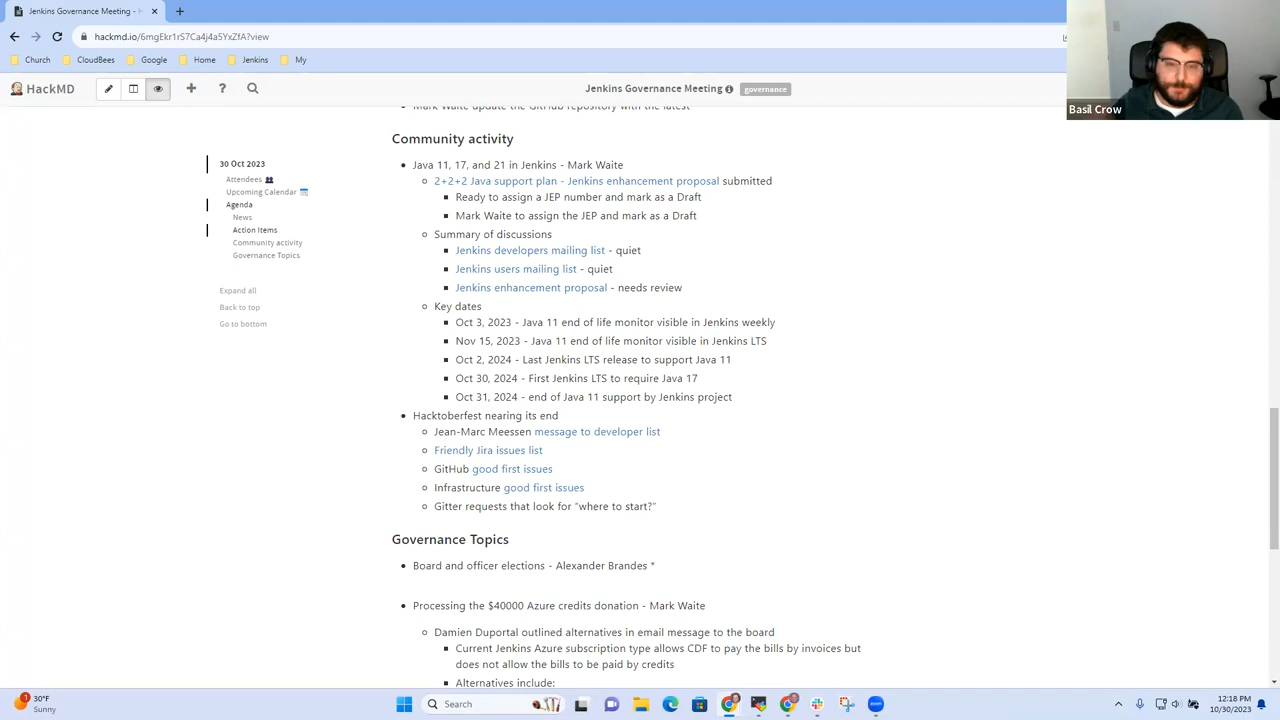 Jenkins Governance Meeting - H
hackmd.io/6mgEkr1rS7Ca4j4a5YxZfA?view
Church
CloudBees
Google
Home
Jenkins
My
HackMD
Jenkins Governance Meeting
governance
Basil Crow
30 Oct 2023
Attendees
Upcoming Calendar
Agenda
News
Action Items
Community activity
Governance Topics
Expand all
Back to top
Go to bottom
Mark Waite update the GitHub repository with the latest
Community activity
Java 11, 17, and 21 in Jenkins - Mark Waite
2+2+2 Java support plan - Jenkins enhancement proposal submitted
Ready to assign a JEP number and mark as a Draft
Mark Waite to assign the JEP and mark as Draft
Summary of discussions
Jenkins developers mailing list - quiet
Jenkins users mailing list - quiet
Jenkins enhancement proposal - needs review
Key dates
Oct 3, 2023 - Java 11 end of life monitor visible in Jenkins weekly
Nov 15, 2023 - Java 11 end of life monitor visible in Jenkins LTS
Oct 2, 2024 - Last Jenkins LTS release to support Java 11
Oct 30, 2024 - First Jenkins LTS to require Java 17
Oct 31, 2024 - end of Java 11 support by Jenkins project
Hacktoberfest nearing its end
Jean-Marc Meessen message to developer list
Friendly Jira issues list
GitHub good first issues
Infrastructure good first issues
Gitter requests that look for “where to start?”
Governance Topics
Board and officer elections - Alexander Brandes *
Processing the $40000 Azure credits donation - Mark Waite
Damien Duportal outlined alternatives in email message to the board
Current Jenkins Azure subscription type allows CDF to pay the bills by invoices but
does not allow the bills to be paid by credits
Alternatives include:
1
30°F
Sunny
Search
12:18 PM
10/30/2023